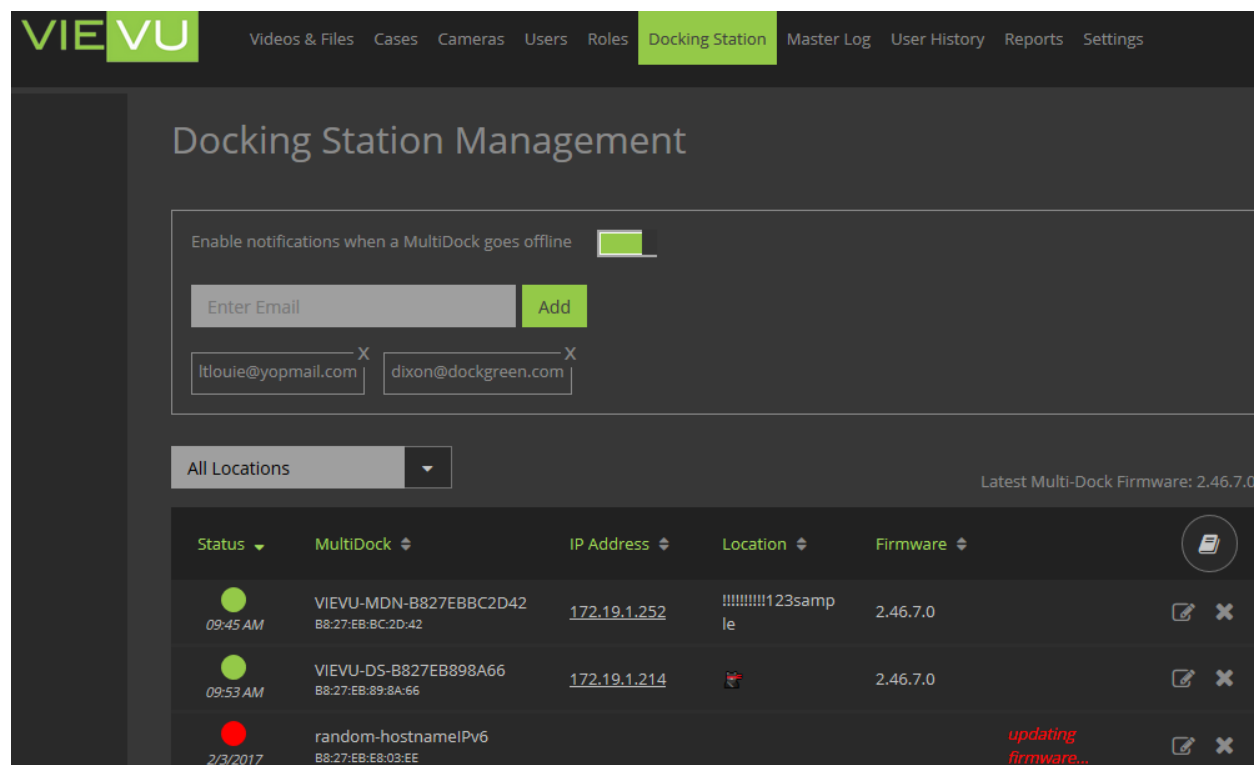 VIEVU
Videos & Files Cases Cameras Users Roles Docking Station Master Log User History Reports Settings
Docking Station Management
Enable notifications when a MultiDock goes offline
Enter Email Add
ltlouie@yopmail.com X dixon@dockgreen.com X
All Locations
Latest Multi-Dock Firmware: 2.46.7.0
Status MultiDock IP Address Location Firmware
VIEVU-MDN-B827EBBC2D42 172.19.1.252 !!!!!!!!!!123samp 2.46.7.0
09:45 AM B8:27:EB:BC:2D:42 le
VIEVU-DS-B827EB898A66 172.19.1.214 2.46.7.0
09:53 AM B8:27:EB:89:8A:66
random-hostnameIPv6 updating
2/3/2017 B8:27:EB:E8:03:EE firmware...